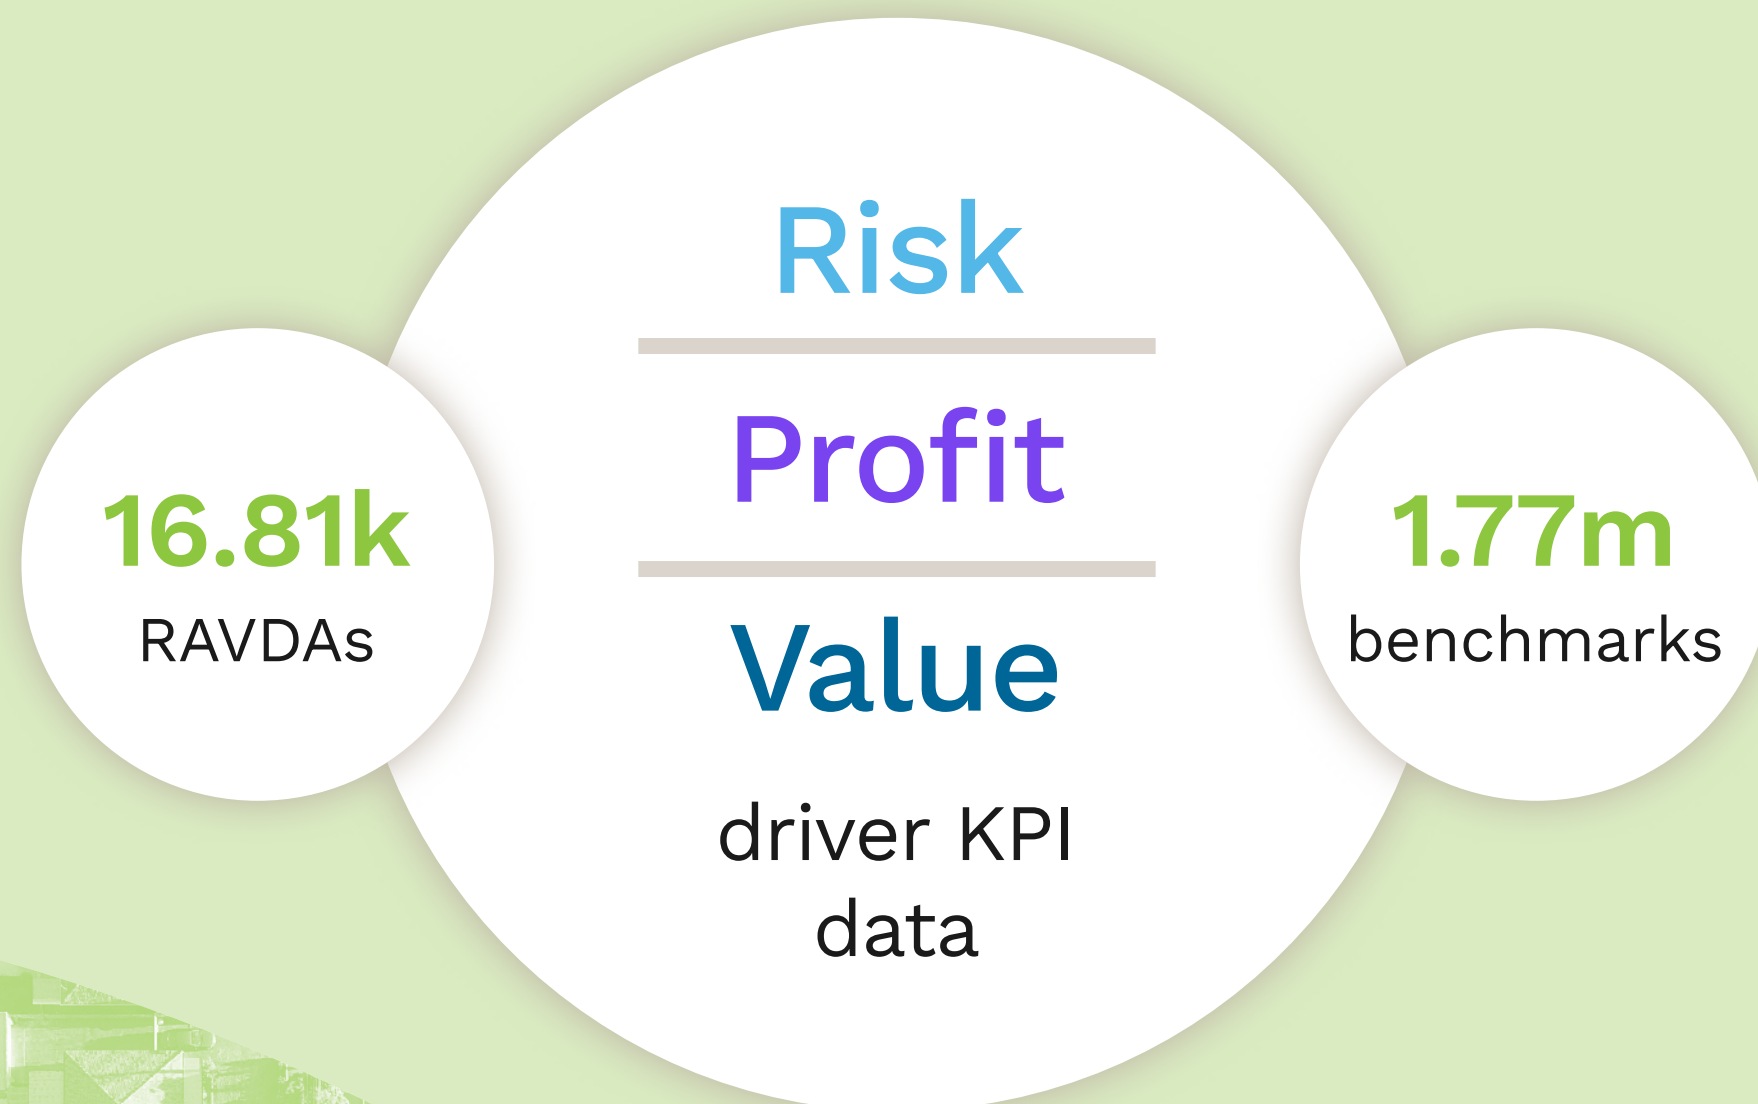 16.81k
RAVDAs
Risk
Profit
Value
driver KPI
data
1.77m
benchmarks